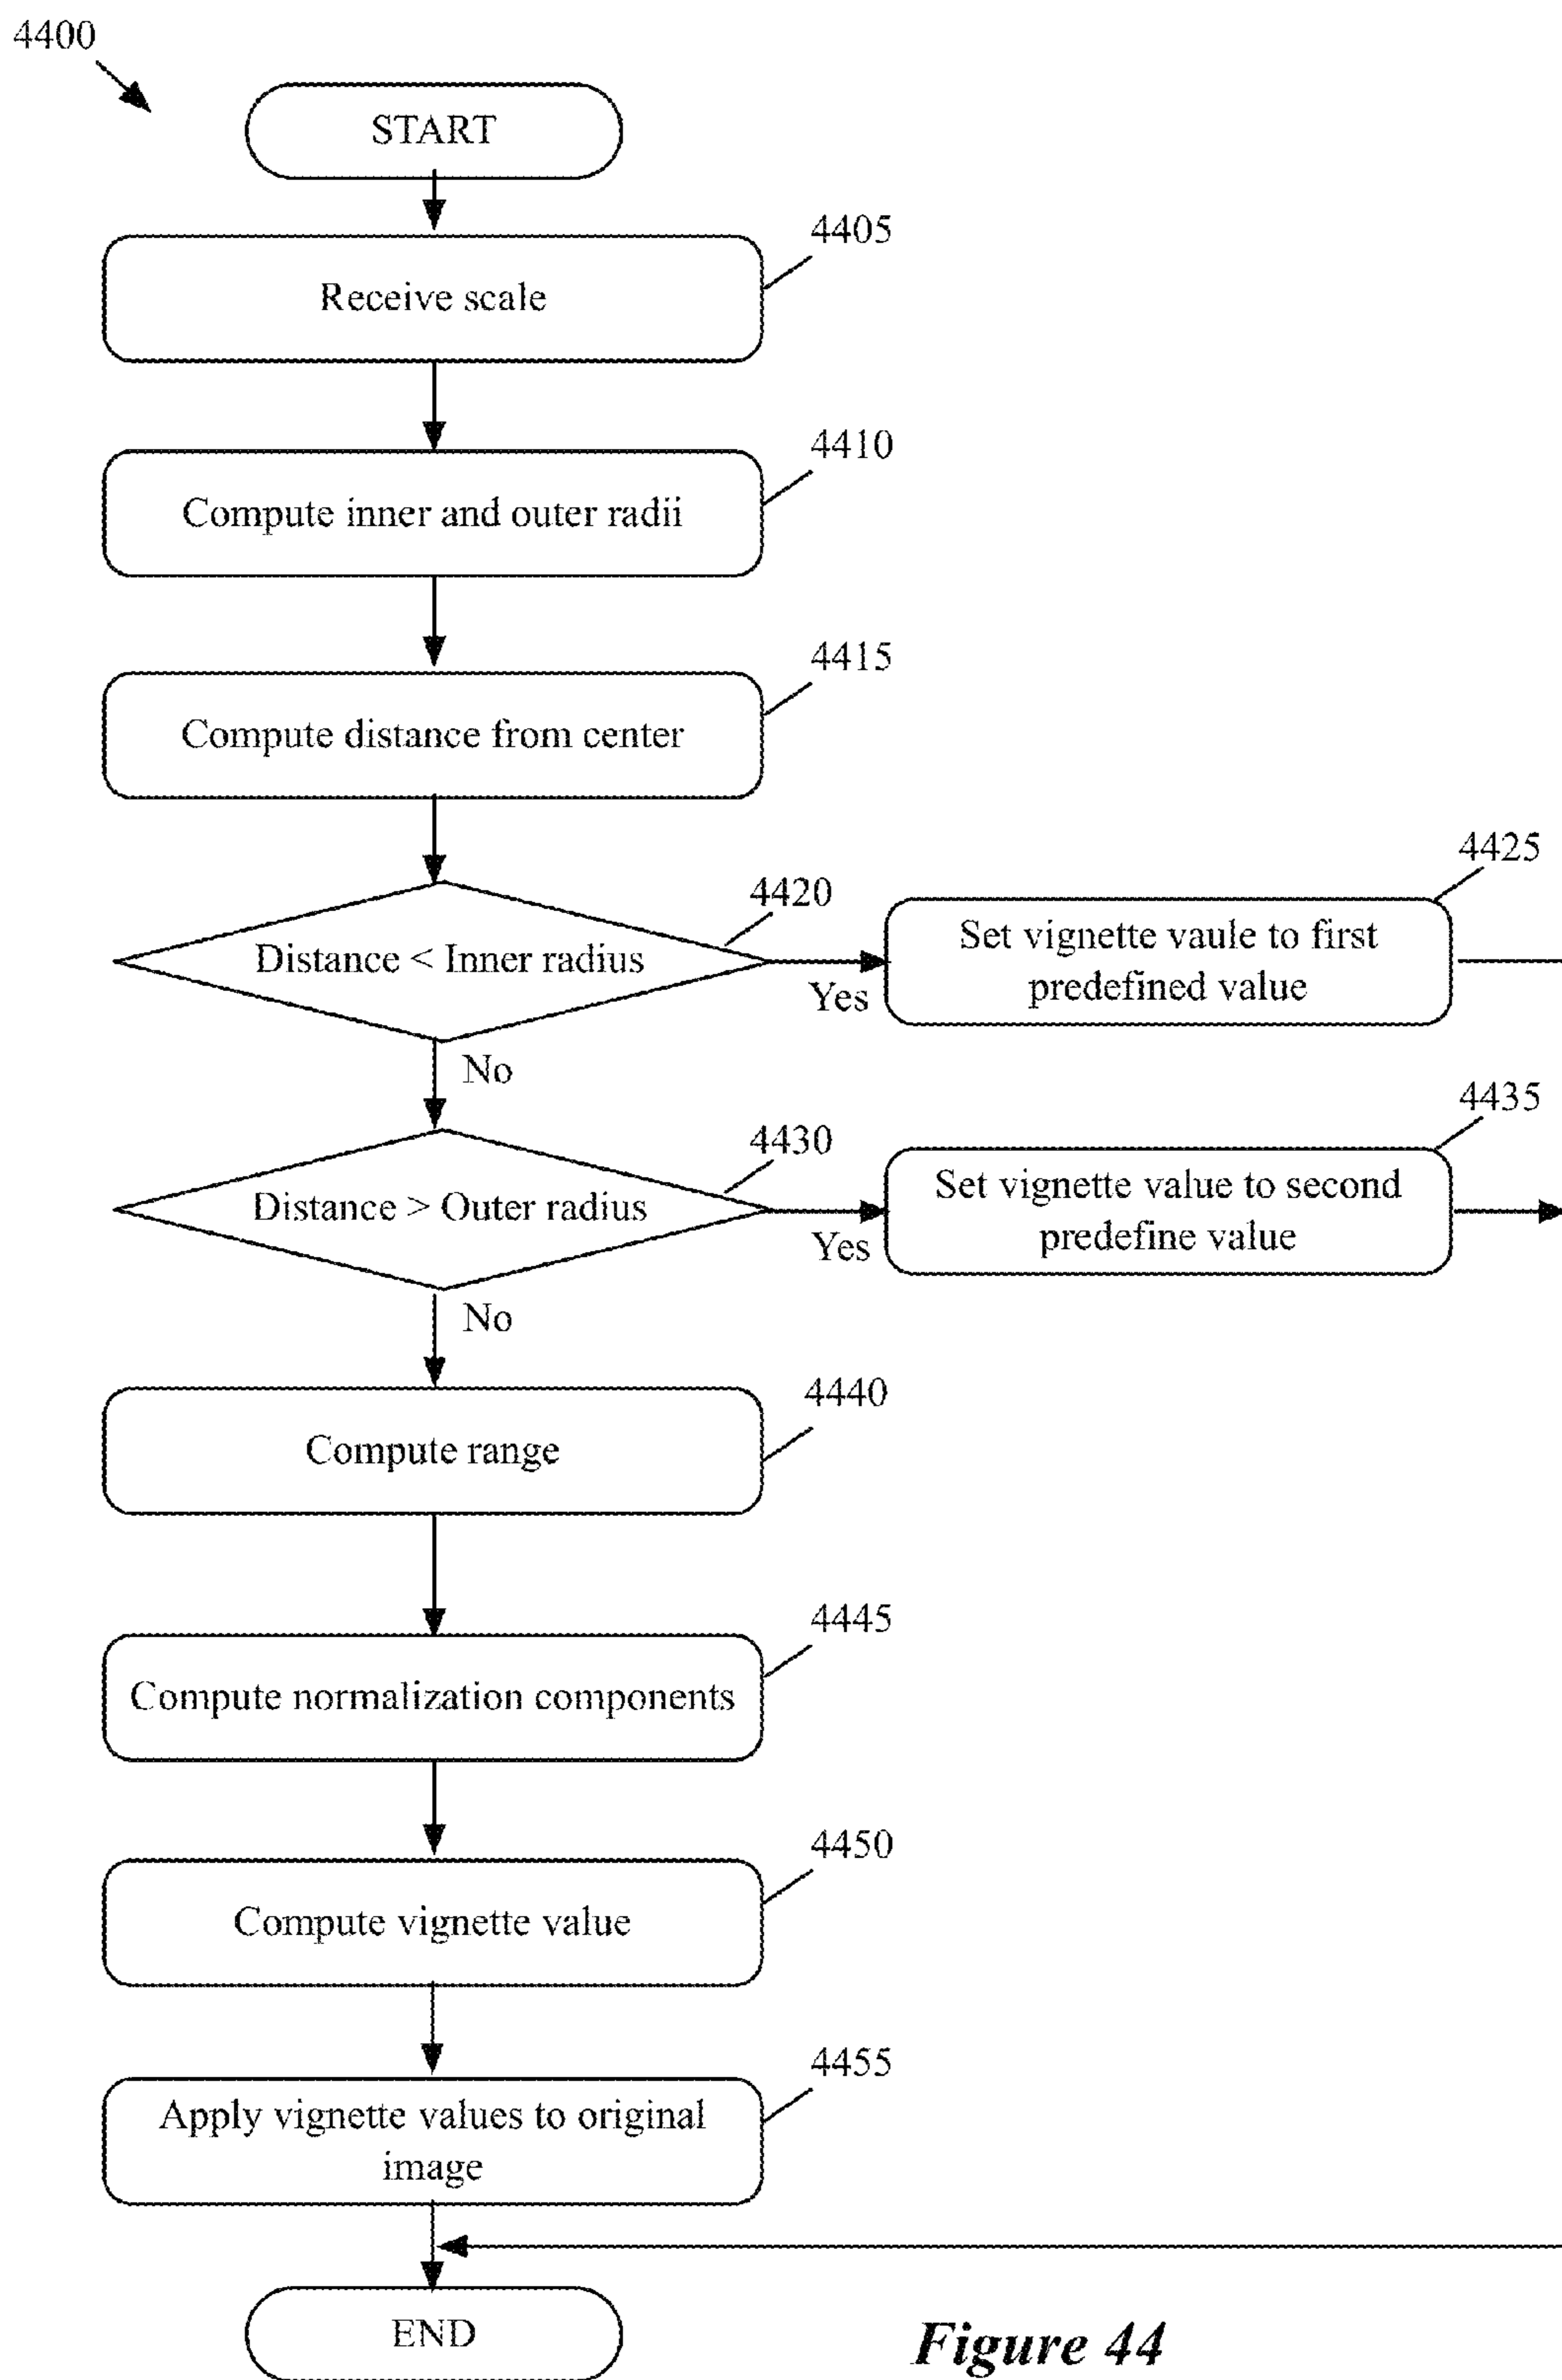 4400
START
4405
Receive scale
4410
Compute inner and outer radii
4415
Compute distance from center
4420
Distance < Inner radius
Yes
No
4425
Set vignette vaule to first
predefined value
4430
Distance > Outer radius
Yes
No
4435
Set vignette value to second
predefine value
4440
Compute range
4445
Compute normalization components
4450
Compute vignette value
4455
Apply vignette values to original
image
END
Figure 44